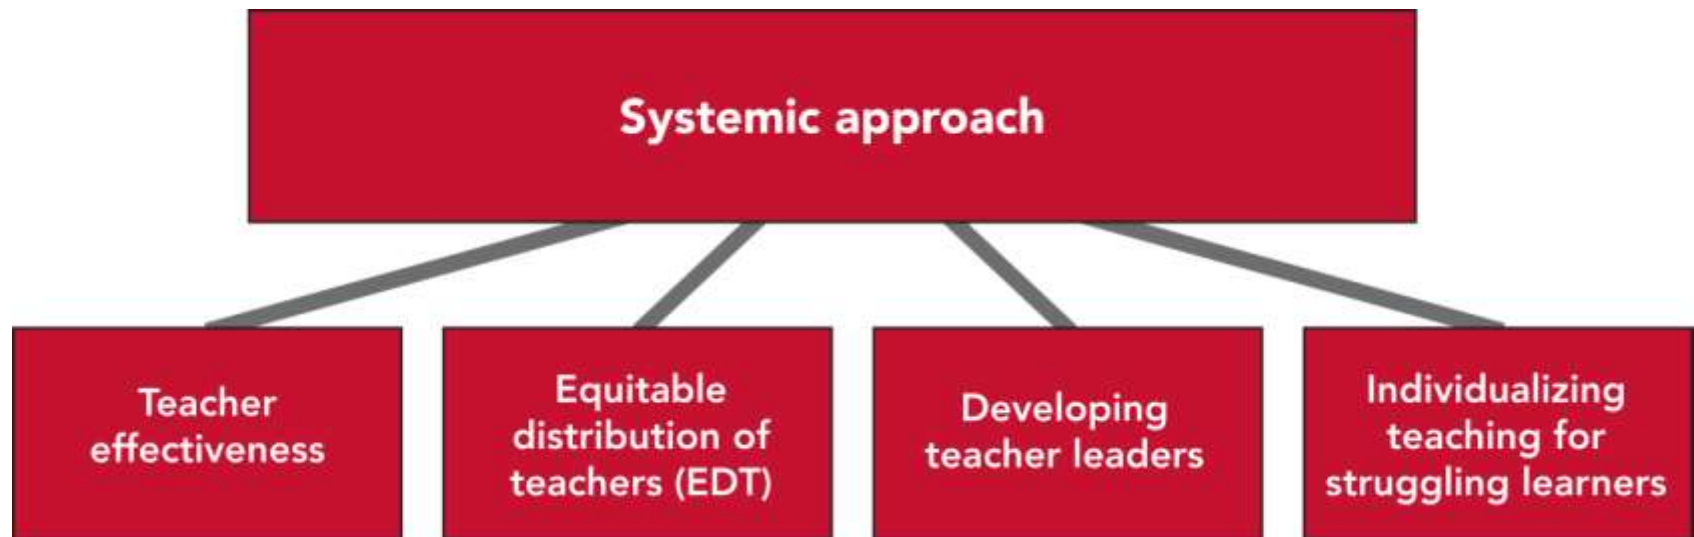 Systemic approach
Teacher
effectiveness
Equitable
distribution of
teachers (EDT)
Developing
teacher leaders
Individualizing
teaching for
struggling learners